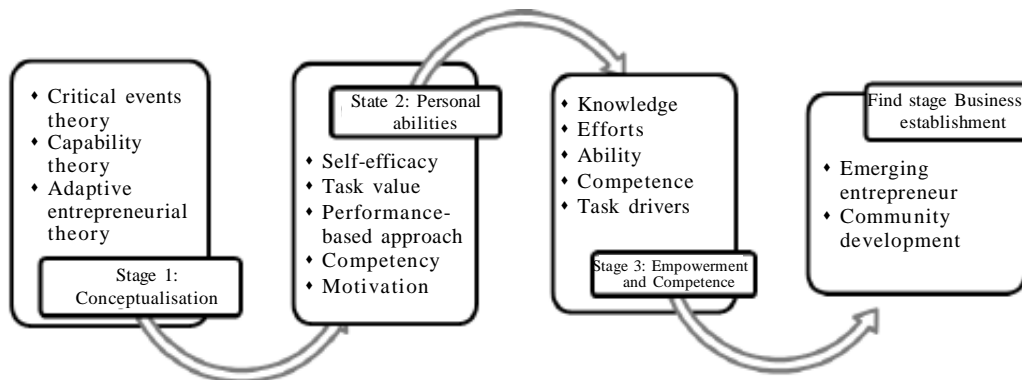 ♦ Critical events
theory
♦ Capability
theory
♦ Adaptive
entrepreneurial
theory
Stage 1:
Conceptualisation
State 2: Personal
abilities
♦ Self-efficacy
♦ Task value
♦ Performance-
based approach
♦ Competency
♦ Motivation
♦ Knowledge
♦ Efforts
♦ Ability
♦ Competence
♦ Task drivers
Stage 3: Empowerment
and Competence
Find stage Business
establishment
♦ Emerging
entrepreneur
♦ Community
development